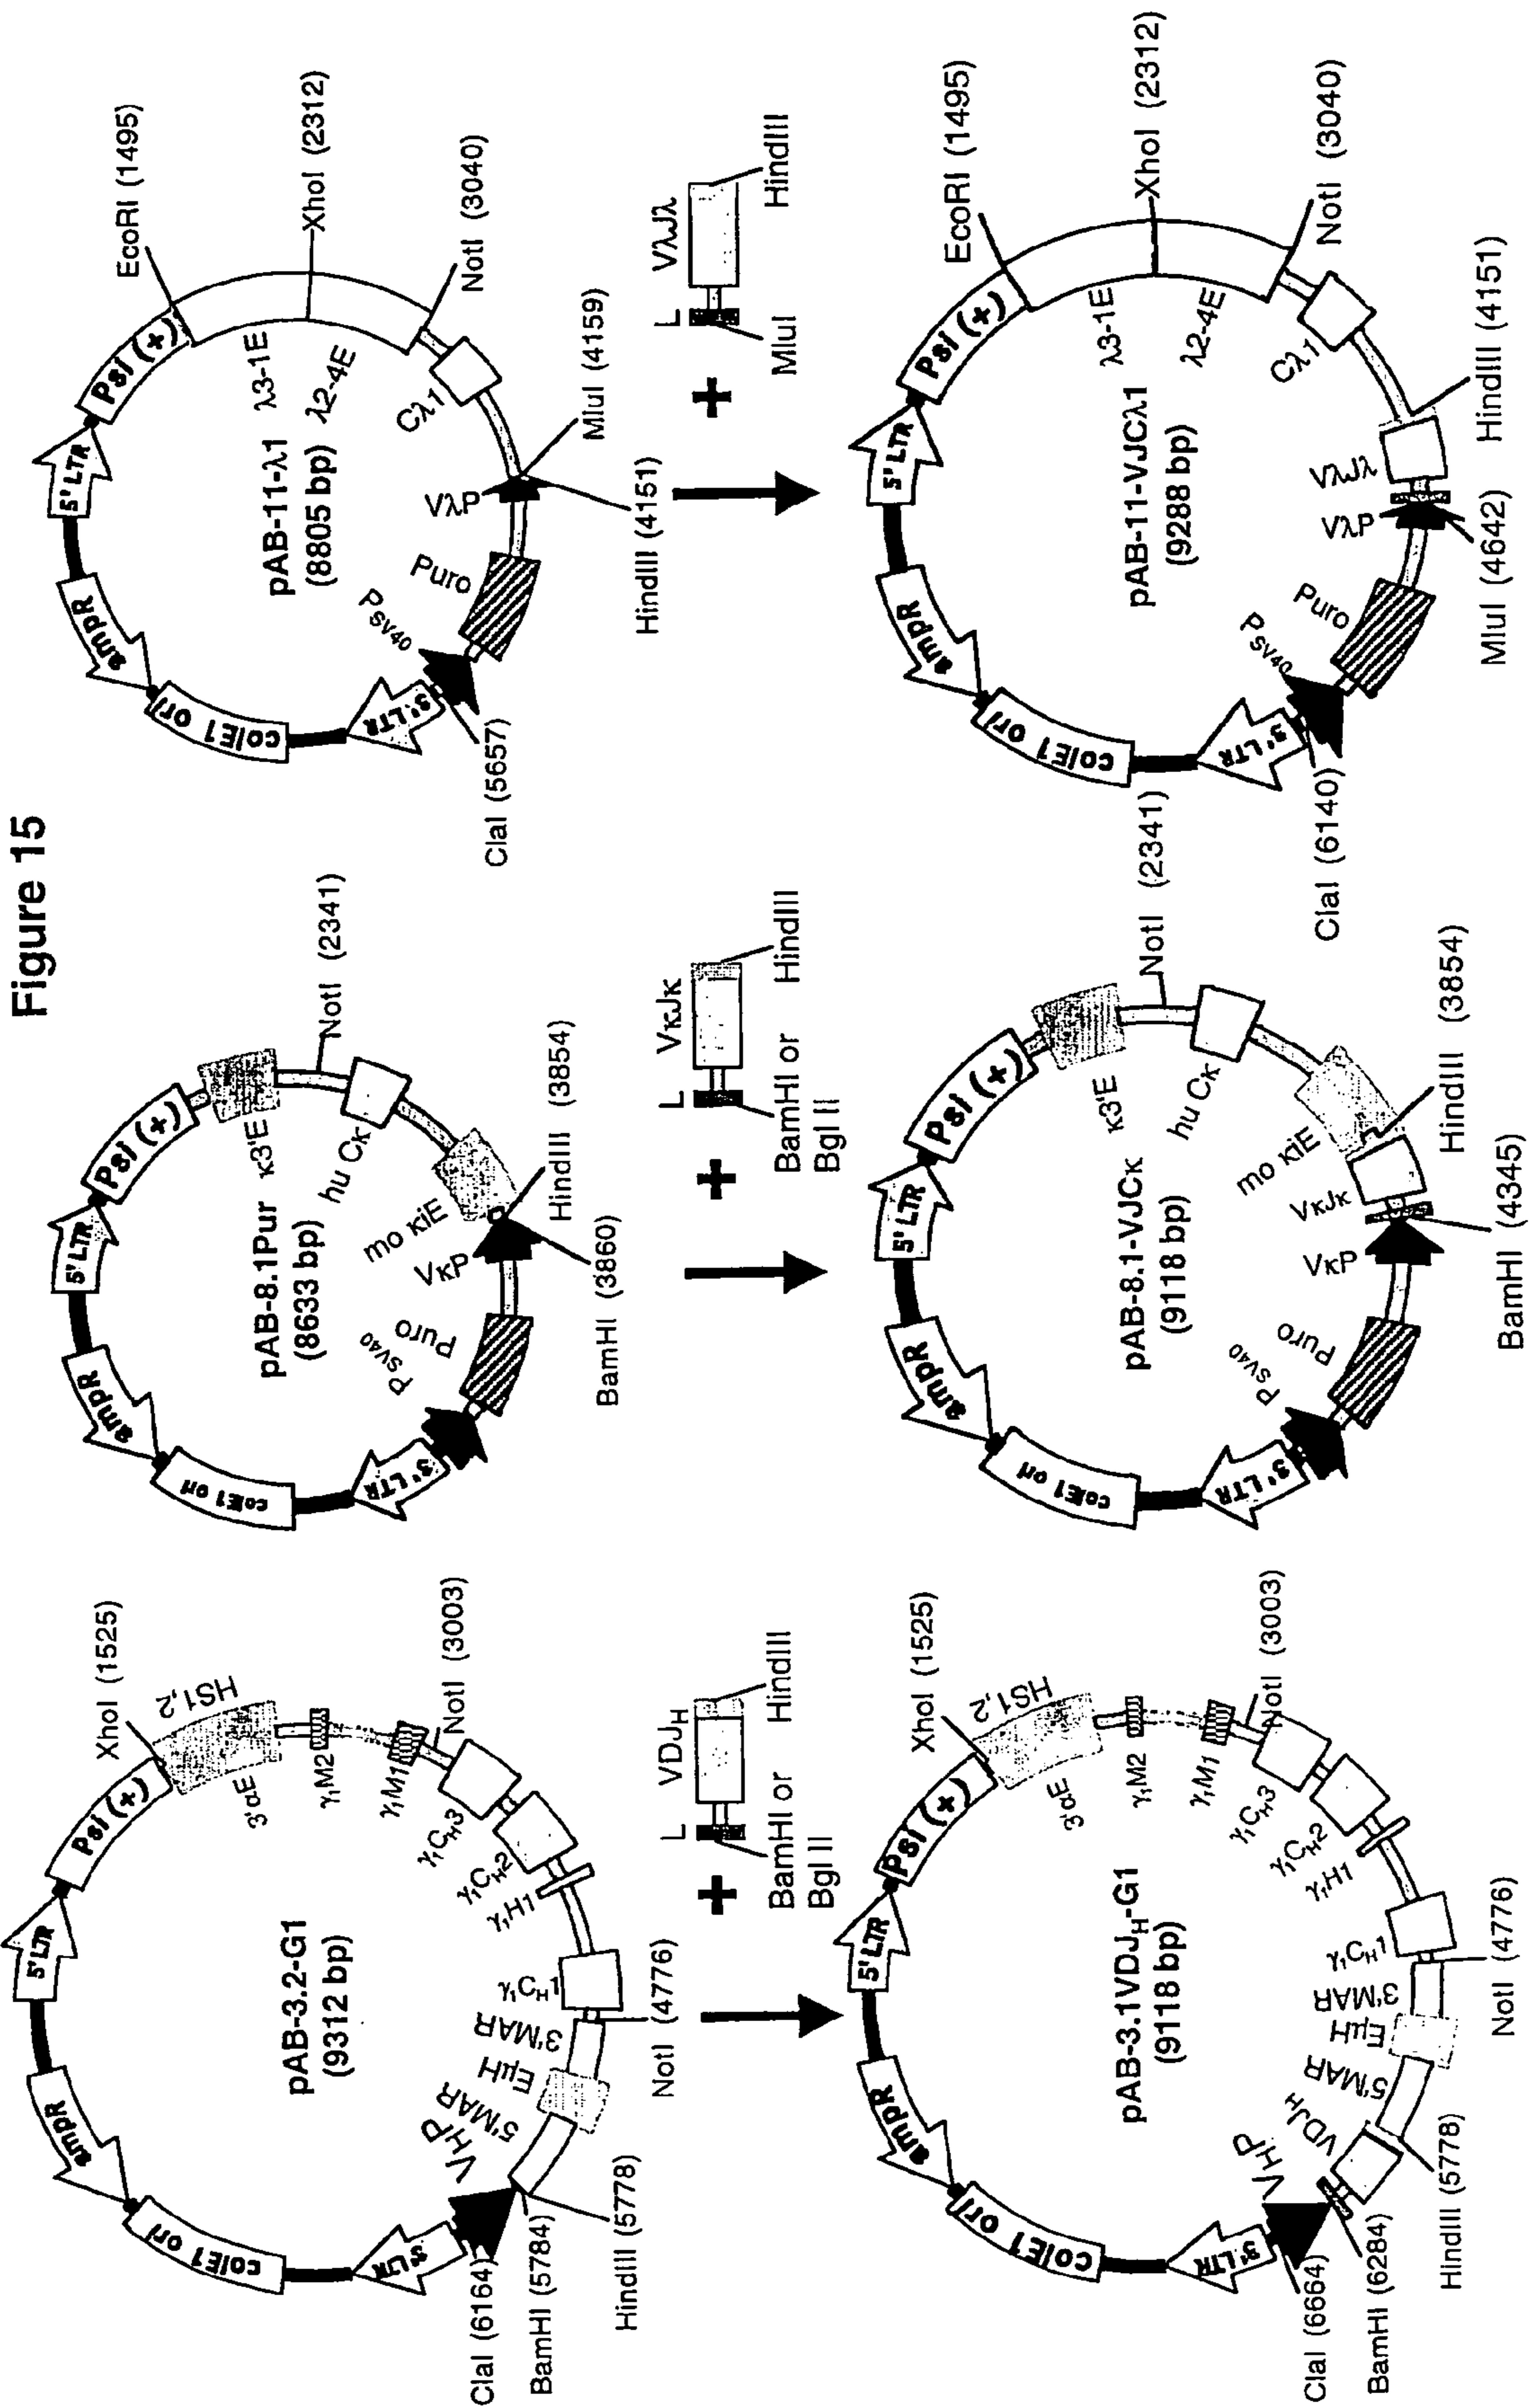 Figure 15
5' LTR
Psi (+)
XhoI (1525)
HS1,2
3'αE
γ1M2
γ1M1
NotI (3003)
γ1CH3
γ1CH2
γ1H1
γ1CH1
NotI (4776)
3'MAR
EμH
5'MAR
VHP
HindIII (5778)
BamHI (5784)
ClaI (6164)
3'LTR
colE1 ori
ampR
pAB-3.2-G1
(9312 bp)
+
L
VDJH
HindIII
BamHI or
Bgl II
5' LTR
Psi (+)
XhoI (1525)
HS1,2
3'αE
γ1M2
γ1M1
NotI (3003)
γ1CH3
γ1CH2
γ1H1
γ1CH1
NotI (4776)
3'MAR
EμH
5'MAR
VDJH
HindIII (5778)
VHP
BamHI (6284)
ClaI (6664)
3'LTR
colE1 ori
ampR
pAB-3.1VDJH-G1
(9118 bp)
5' LTR
Psi (+)
κ3'E
NotI (2341)
hu Cκ
mo κiE
HindIII (3854)
VκP
BamHI (3860)
Puro
PSV40
3'LTR
colE1 ori
ampR
pAB-8.1Pur
(8633 bp)
+
L
VκJκ
HindIII
BamHI or
Bgl II
5' LTR
Psi (+)
κ3'E
NotI (2341)
hu Cκ
mo κiE
HindIII (3854)
VκJκ
BamHI (4345)
VκP
Puro
PSV40
3'LTR
colE1 ori
ampR
pAB-8.1-VJCκ
(9118 bp)
5' LTR
Psi (+)
EcoRI (1495)
λ3-1E
XhoI (2312)
λ2-4E
NotI (3040)
Cλ1
MluI (4159)
HindIII (4151)
VλP
Puro
PSV40
ClaI (5657)
3'LTR
colE1 ori
ampR
pAB-11-λ1
(8805 bp)
+
L
VλJλ
HindIII
MluI
5' LTR
Psi (+)
EcoRI (1495)
λ3-1E
XhoI (2312)
λ2-4E
NotI (3040)
Cλ1
HindIII (4151)
VλJλ
MluI (4642)
VλP
Puro
PSV40
ClaI (6140)
3'LTR
colE1 ori
ampR
pAB-11-VJCλ1
(9288 bp)